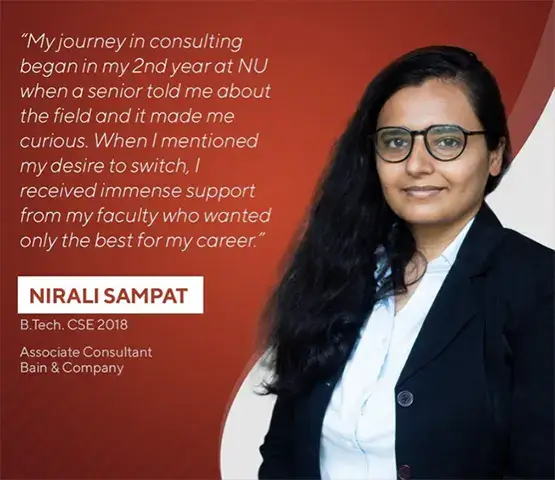 “My journey in consulting
began in my 2nd year at NU
when a senior told me about
the field and it made me
curious. When I mentioned
my desire to switch, I
received immense support
from my faculty who wanted
only the best for my career.”
NIRALI SAMPAT
B.Tech. CSE 2018
Associate Consultant
Bain & Company